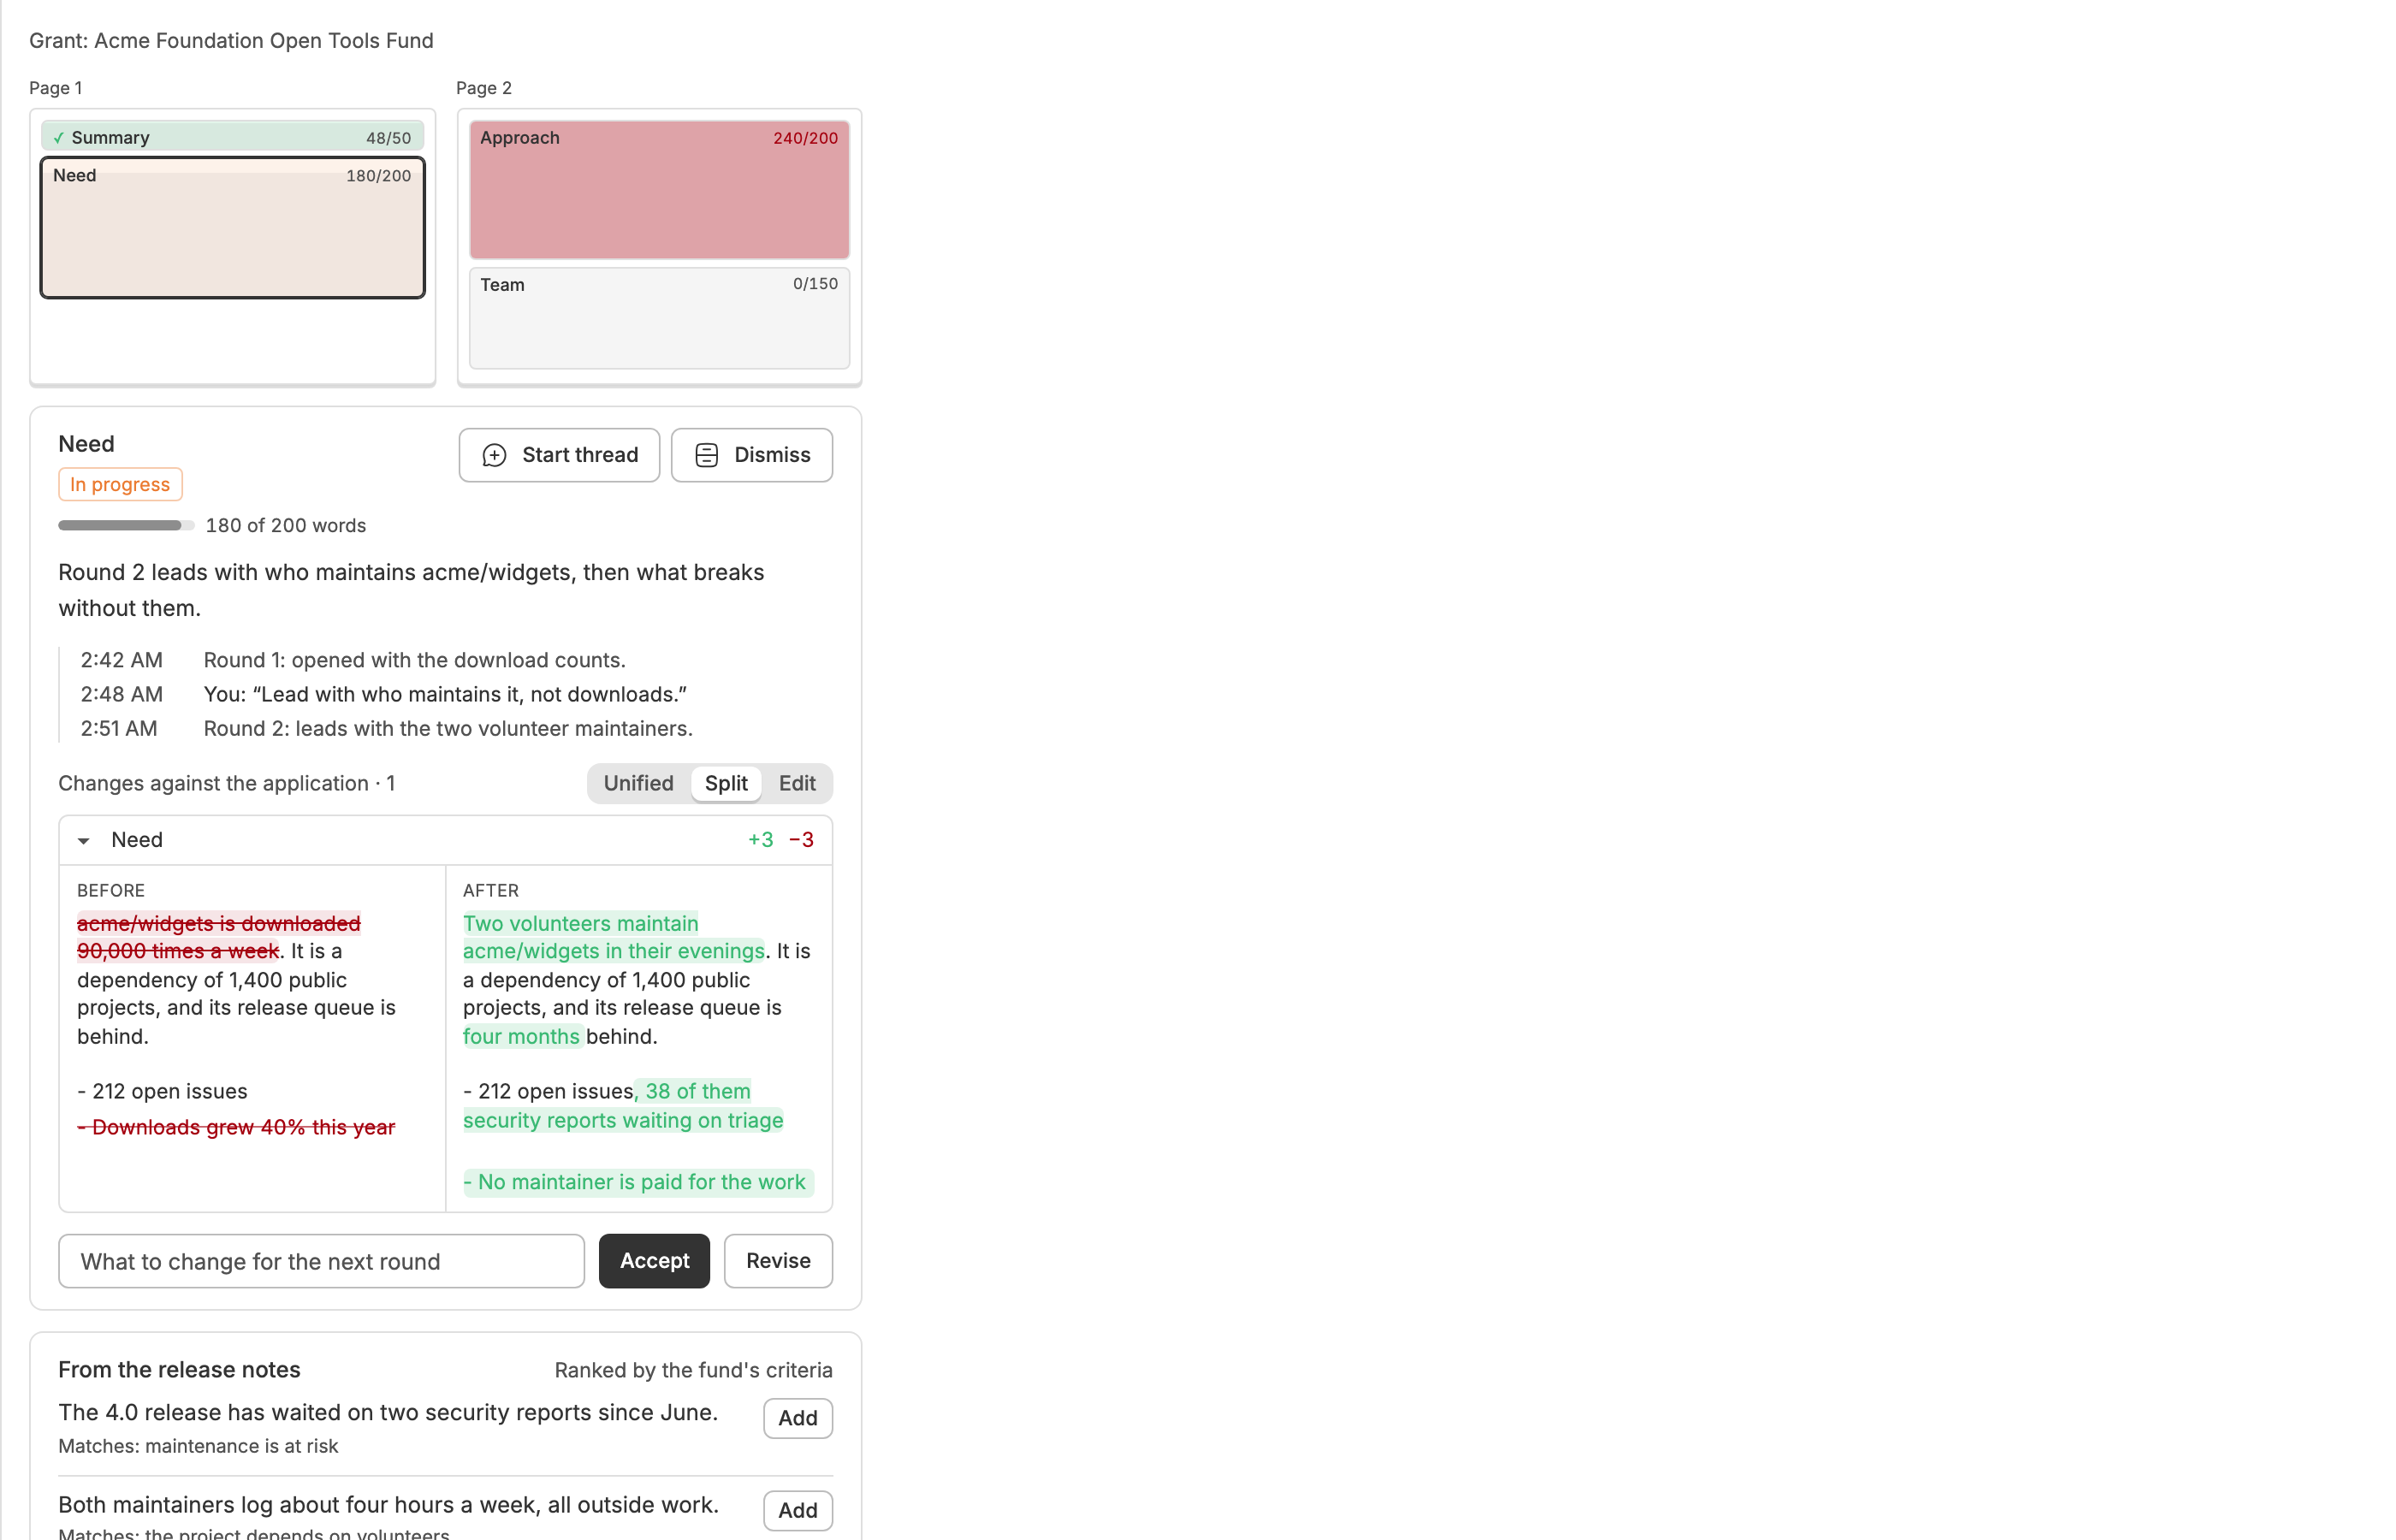 Grant: Acme Foundation Open Tools Fund
Page 1
✓ Summary 48/50
Need 180/200
Page 2
Approach 240/200
Team 0/150
Need
Start thread
Dismiss
In progress
180 of 200 words
Round 2 leads with who maintains acme/widgets, then what breaks
without them.
2:42 AM Round 1: opened with the download counts.
2:48 AM You: “Lead with who maintains it, not downloads.”
2:51 AM Round 2: leads with the two volunteer maintainers.
Changes against the application · 1
Unified Split Edit
Need +3 −3
BEFORE
acme/widgets is downloaded
90,000 times a week. It is a
dependency of 1,400 public
projects, and its release queue is
behind.
- 212 open issues
- Downloads grew 40% this year
AFTER
Two volunteers maintain
acme/widgets in their evenings. It is
a dependency of 1,400 public
projects, and its release queue is
four months behind.
- 212 open issues, 38 of them
security reports waiting on triage
- No maintainer is paid for the work
What to change for the next round
Accept
Revise
From the release notes
Ranked by the fund's criteria
The 4.0 release has waited on two security reports since June.
Add
Matches: maintenance is at risk
Both maintainers log about four hours a week, all outside work.
Add
Matches: the project depends on volunteers